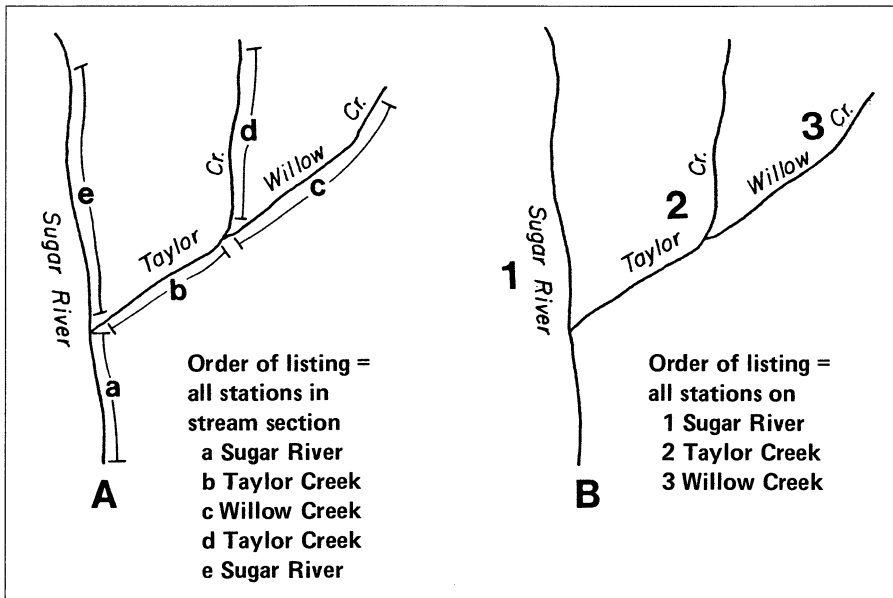 e
d
Cr.
Willow
Cr.
c
Taylor
b
Sugar River
a
A
Order of listing =
all stations in
stream section
a Sugar River
b Taylor Creek
c Willow Creek
d Taylor Creek
e Sugar River
1
Sugar River
2
Taylor
Cr.
3
Willow
Cr.
B
Order of listing =
all stations on
1 Sugar River
2 Taylor Creek
3 Willow Creek